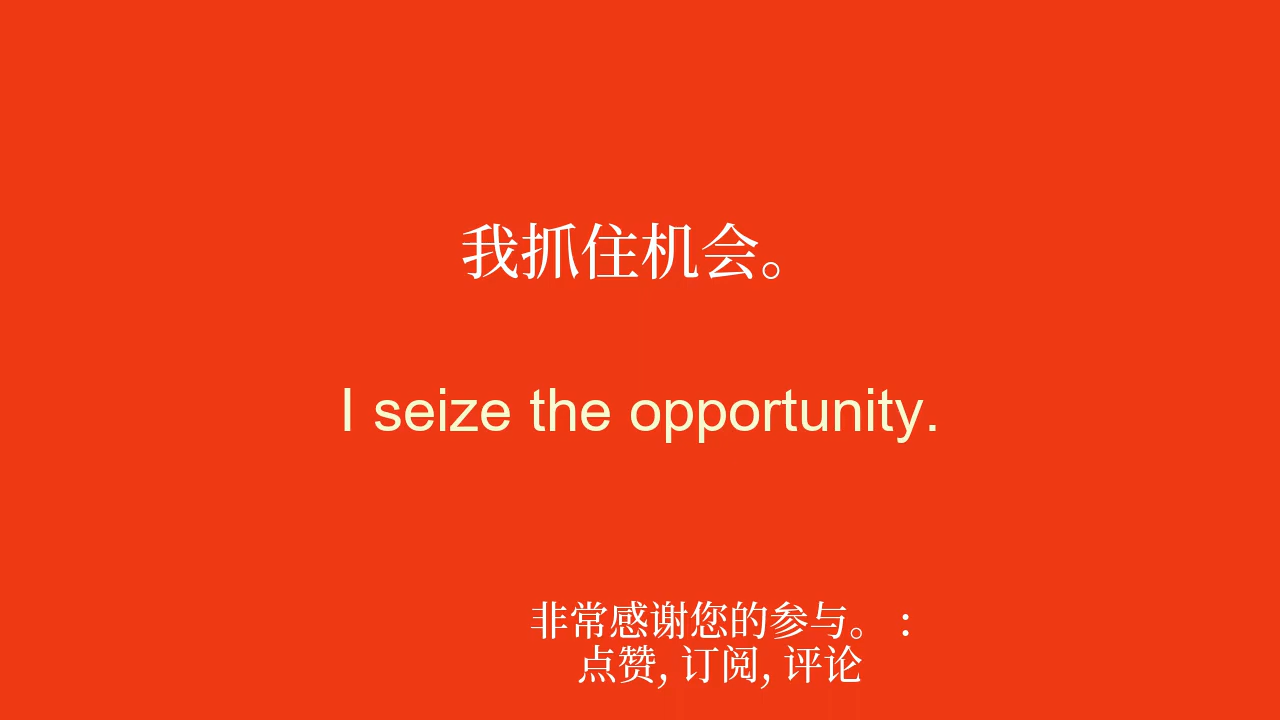 我抓住机会。
I seize the opportunity.
非常感谢您的参与。 :
点赞, 订阅, 评论